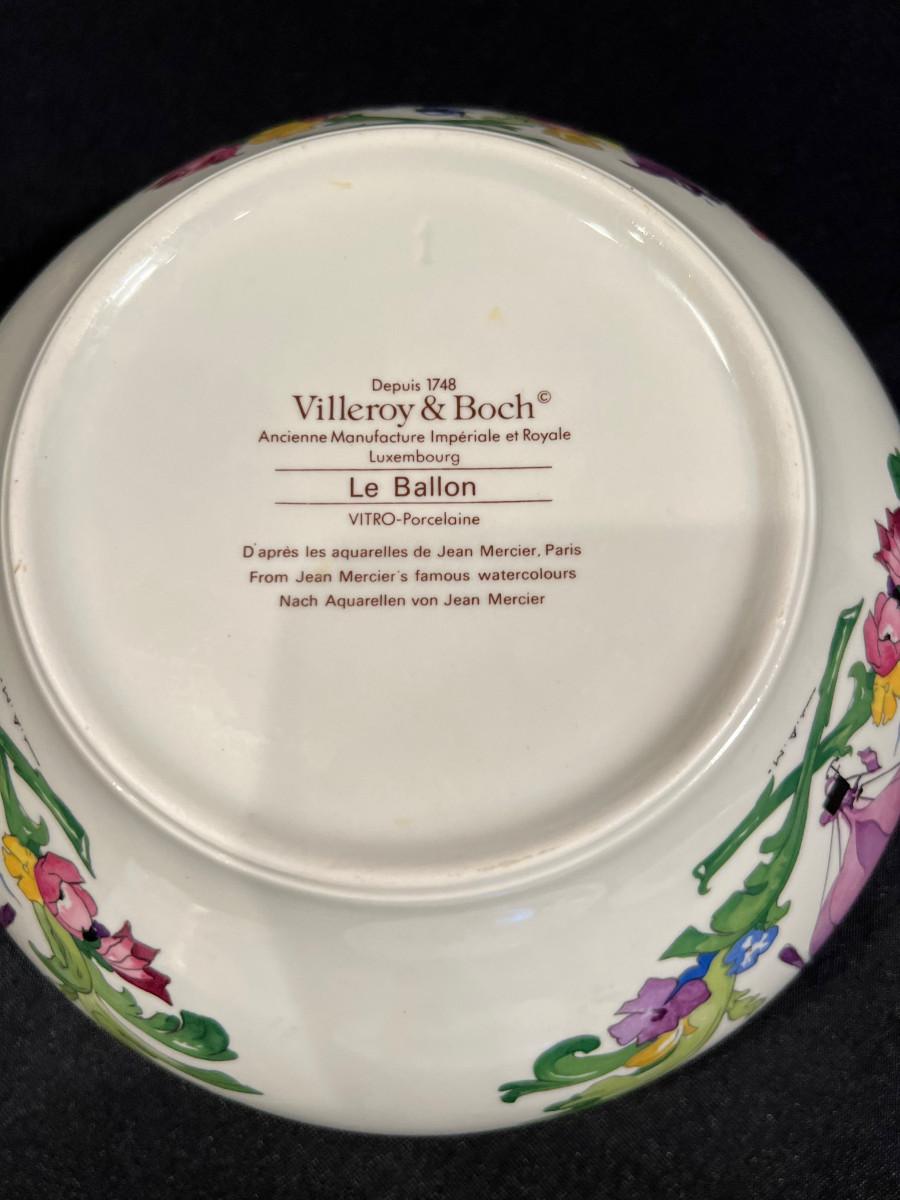 1
Depuis 1748
Villeroy & Boch©
Ancienne Manufacture Impériale et Royale
Luxembourg
Le Ballon
VITRO-Porcelaine
D'après les aquarelles de Jean Mercier, Paris
From Jean Mercier's famous watercolours
Nach Aquarellen von Jean Mercier